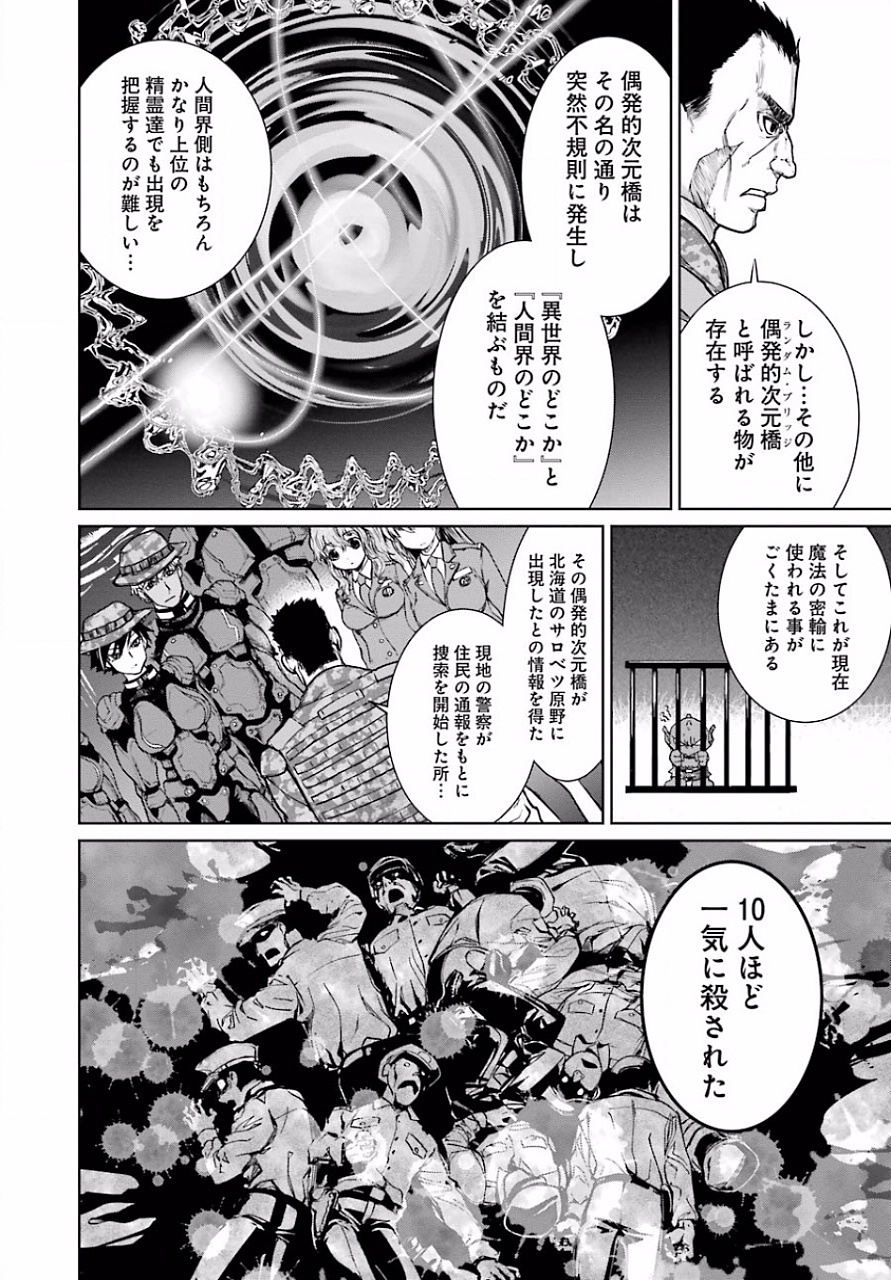 しかし…その他に
偶発的次元橋
ランダム・ブリッジ
と呼ばれる物が
存在する
偶発的次元橋は
その名の通り
突然不規則に発生し
『異世界のどこか』と
『人間界のどこか』
を結ぶものだ
人間界側はもちろん
かなり上位の
精霊達でも出現を
把握するのが難しい…
そしてこれが現在
魔法の密輸に
使われる事が
ごくたまにある
その偶発的次元橋が
北海道のサロベツ原野に
出現したとの情報を得た
現地の警察が
住民の通報をもとに
捜索を開始した所…
10人ほど
一気に殺された